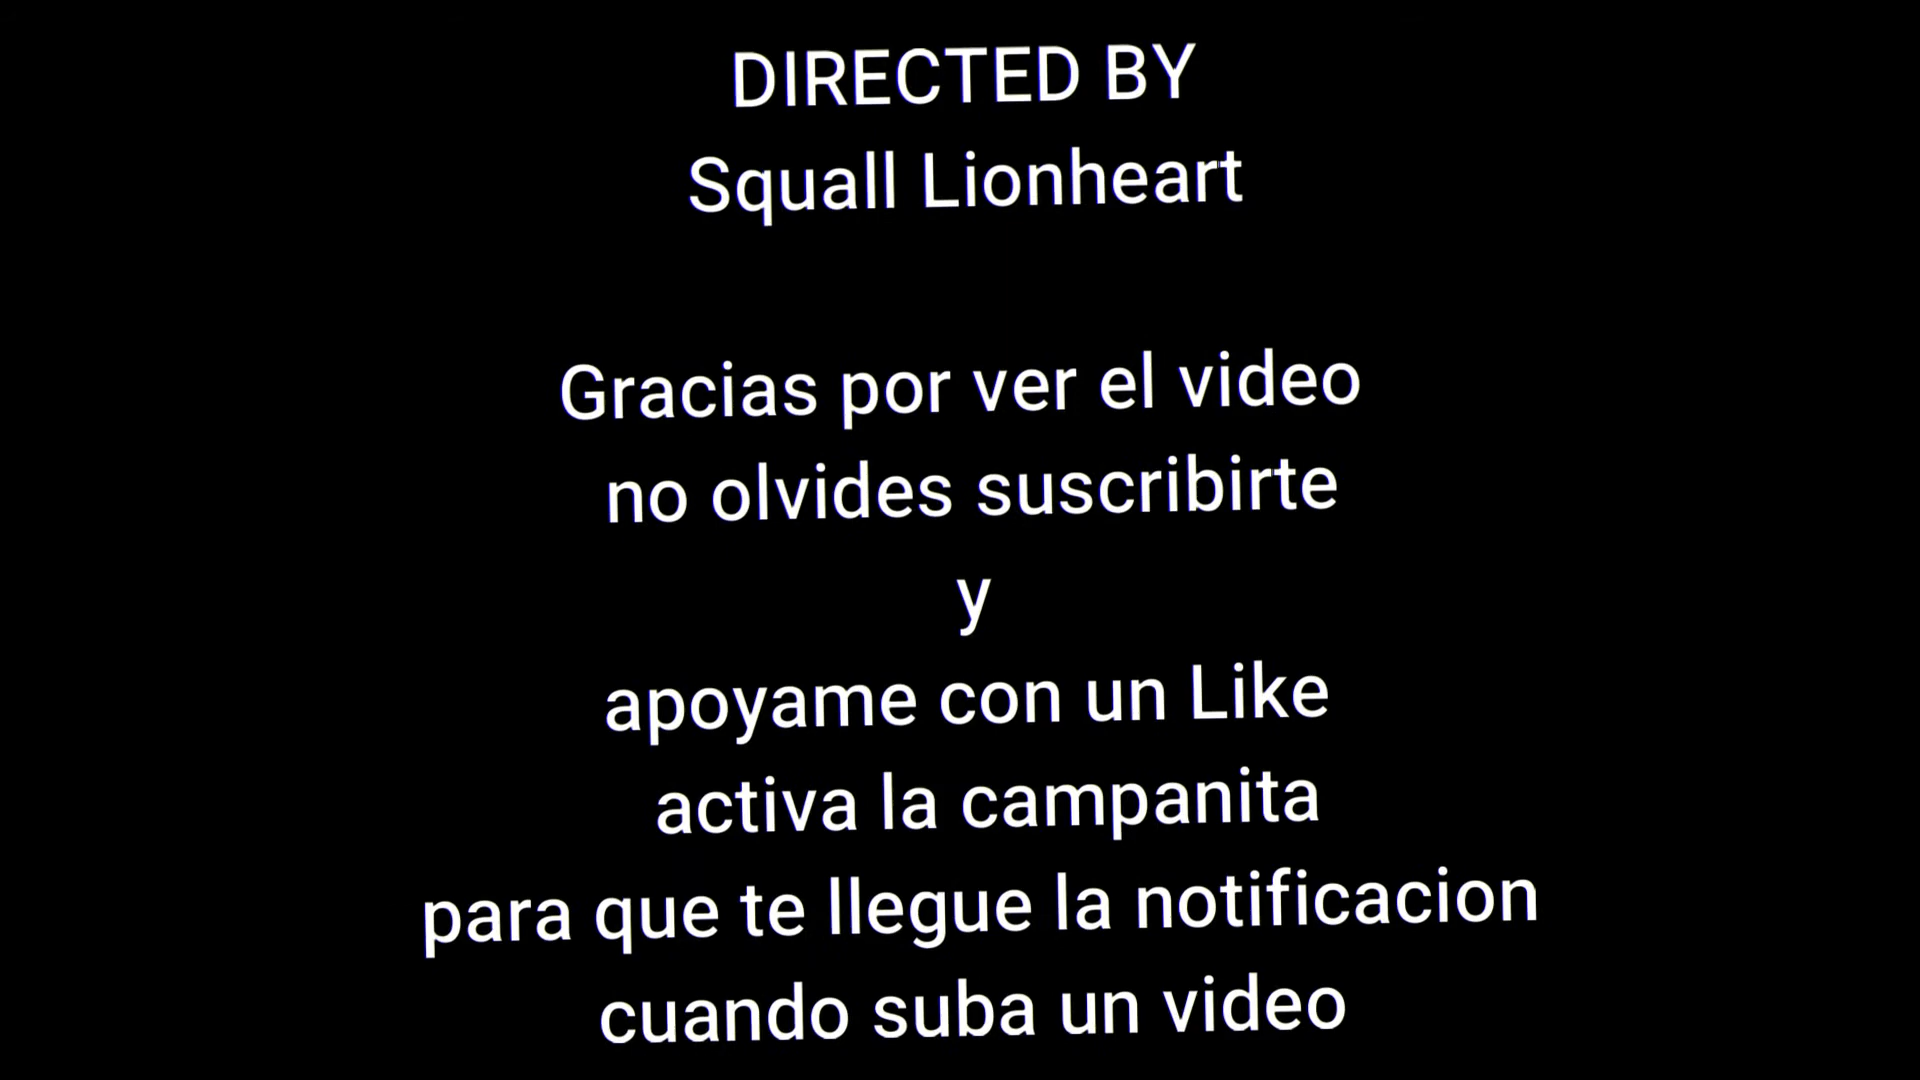 DIRECTED BY
Squall Lionheart
Gracias por ver el video
no olvides suscribirte
y
apoyame con un Like
activa la campanita
para que te llegue la notificacion
cuando suba un video